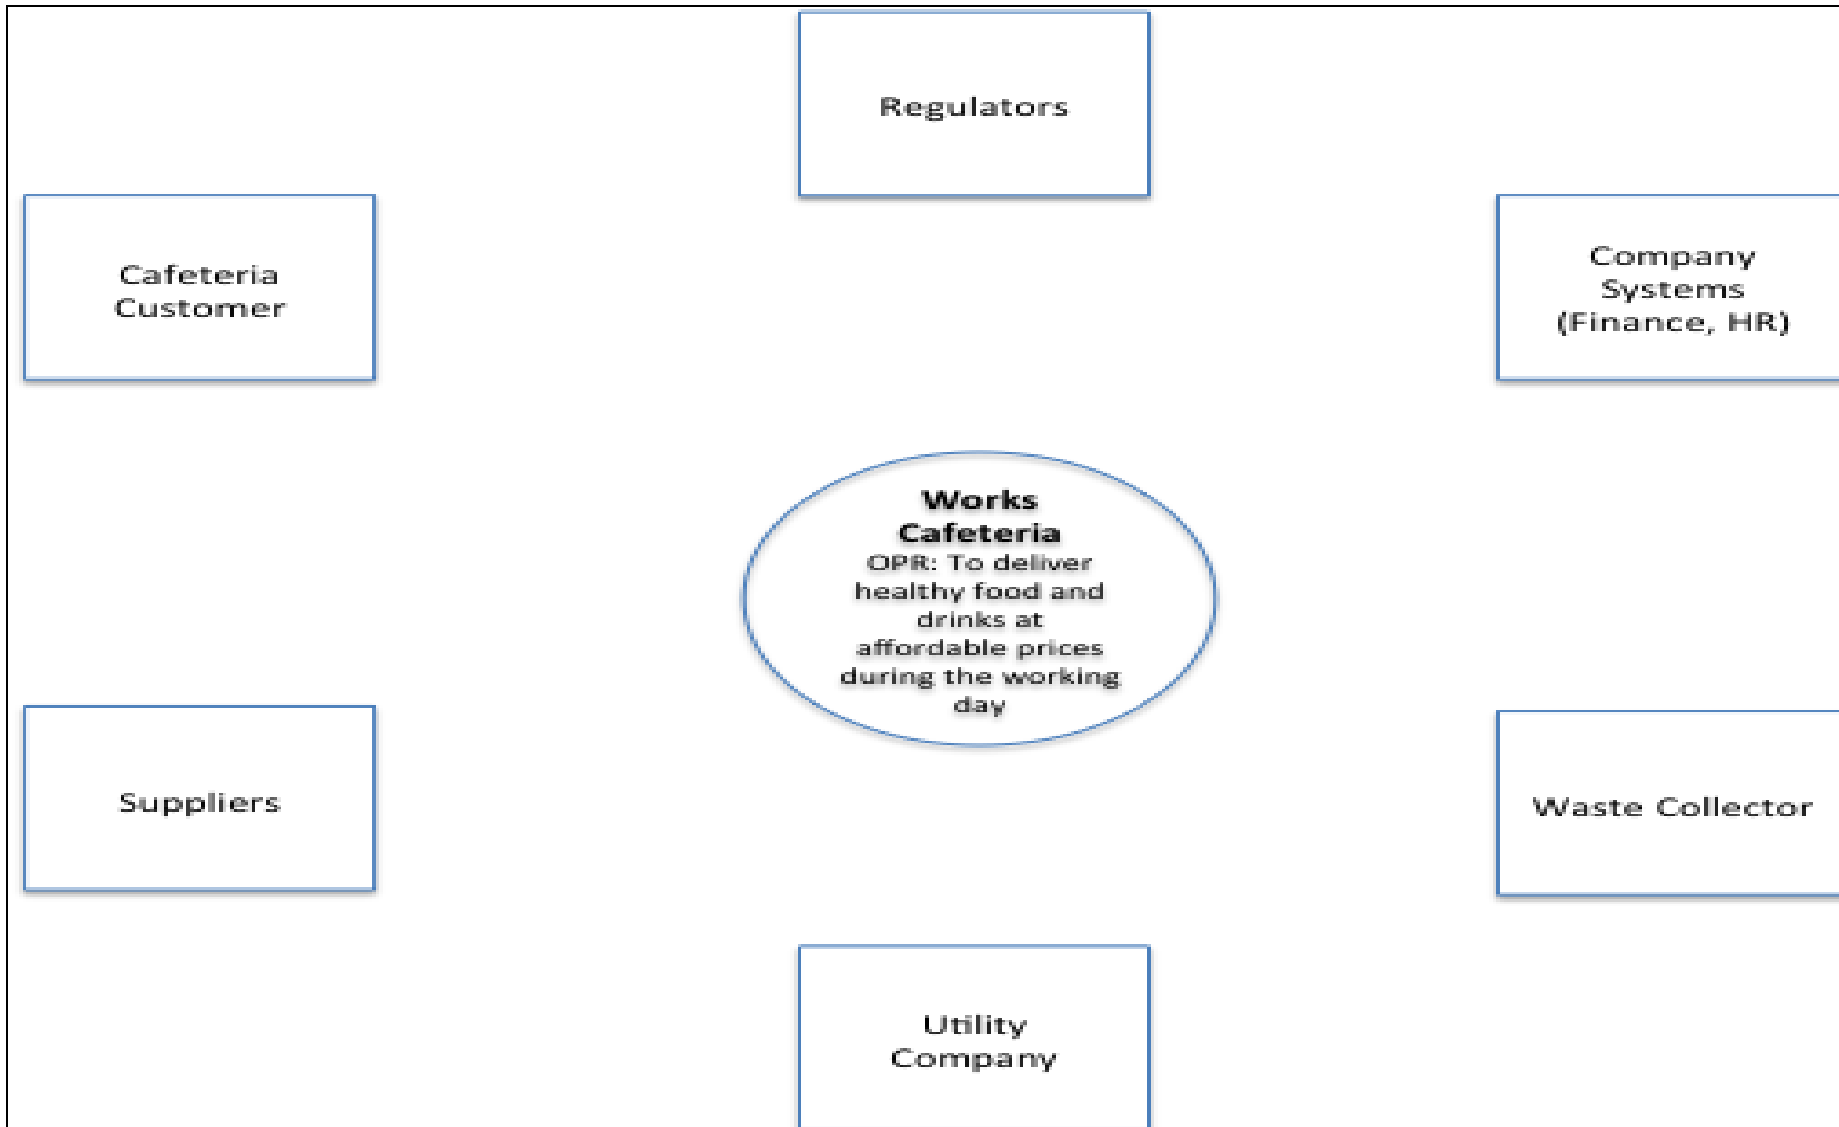 Regulators
Cafeteria
Customer
Company
Systems
(Finance, HR)
Works
Cafeteria
OPR: To deliver
healthy food and
drinks at
affordable prices
during the working
day
Suppliers
Waste Collector
Utility
Company